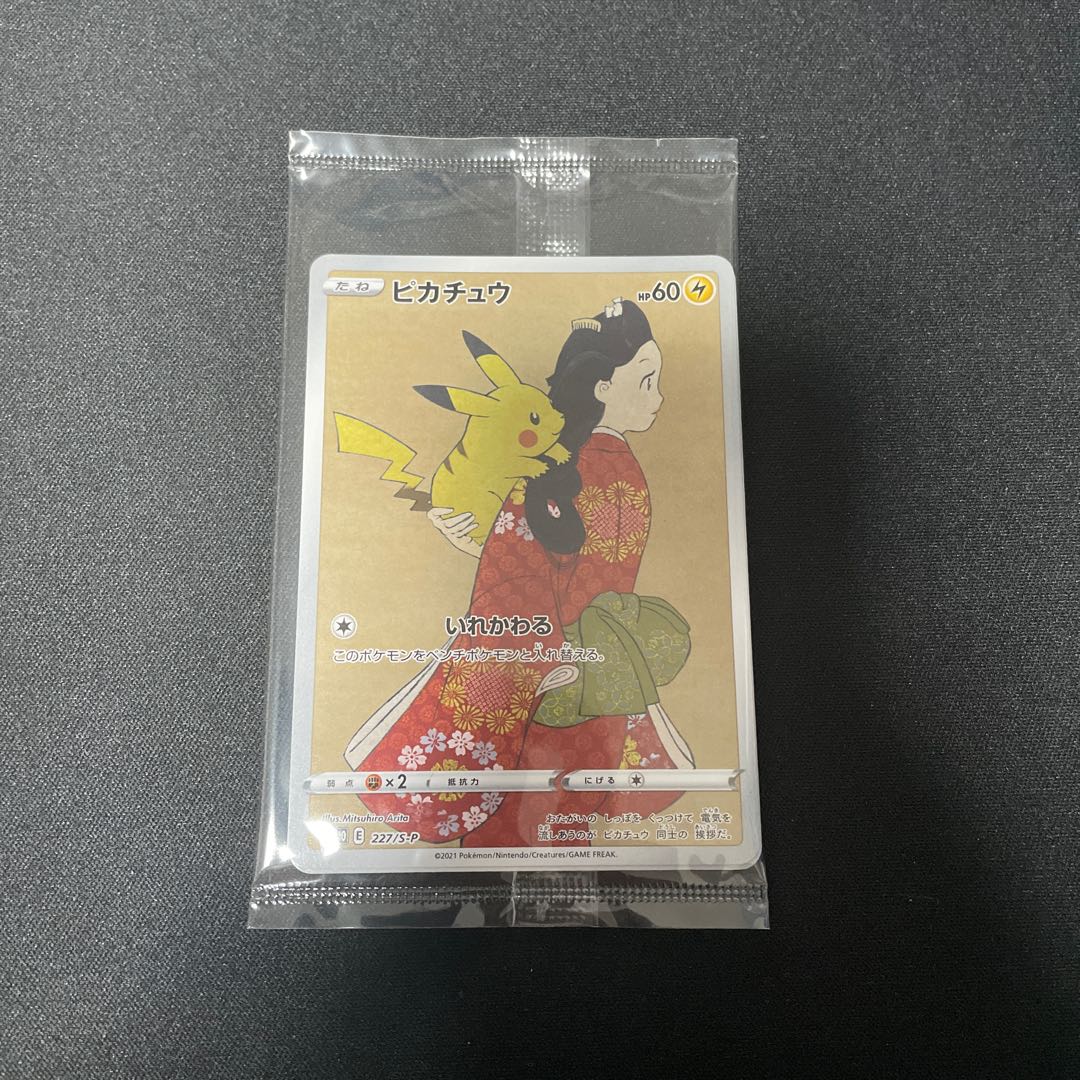 たね ピカチュウ HP60
いれかわる
このポケモンをベンチポケモンと入れ替える。
弱点 ×2 抵抗力 にげる
Illus. Mitsuhiro Arita
E 227/S-P
おたがいの しっぽを くっつけて 電気を
流しあうのが ピカチュウ 同士の 挨拶だ。
©2021 Pokémon/Nintendo/Creatures/GAME FREAK.